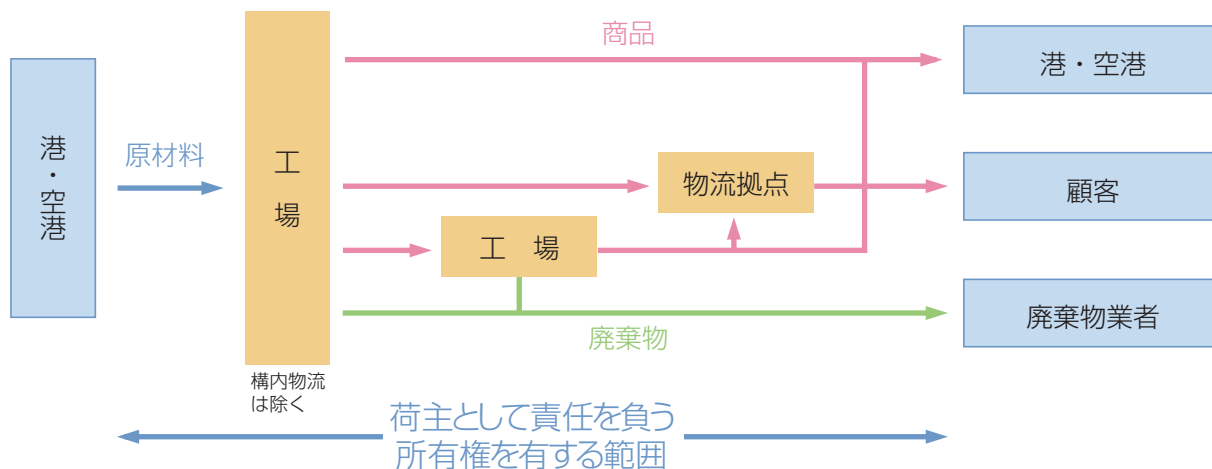 港・空港
原材料
工場
構内物流
は除く
商品
物流拠点
工　場
廃棄物
港・空港
顧客
廃棄物業者
荷主として責任を負う
所有権を有する範囲